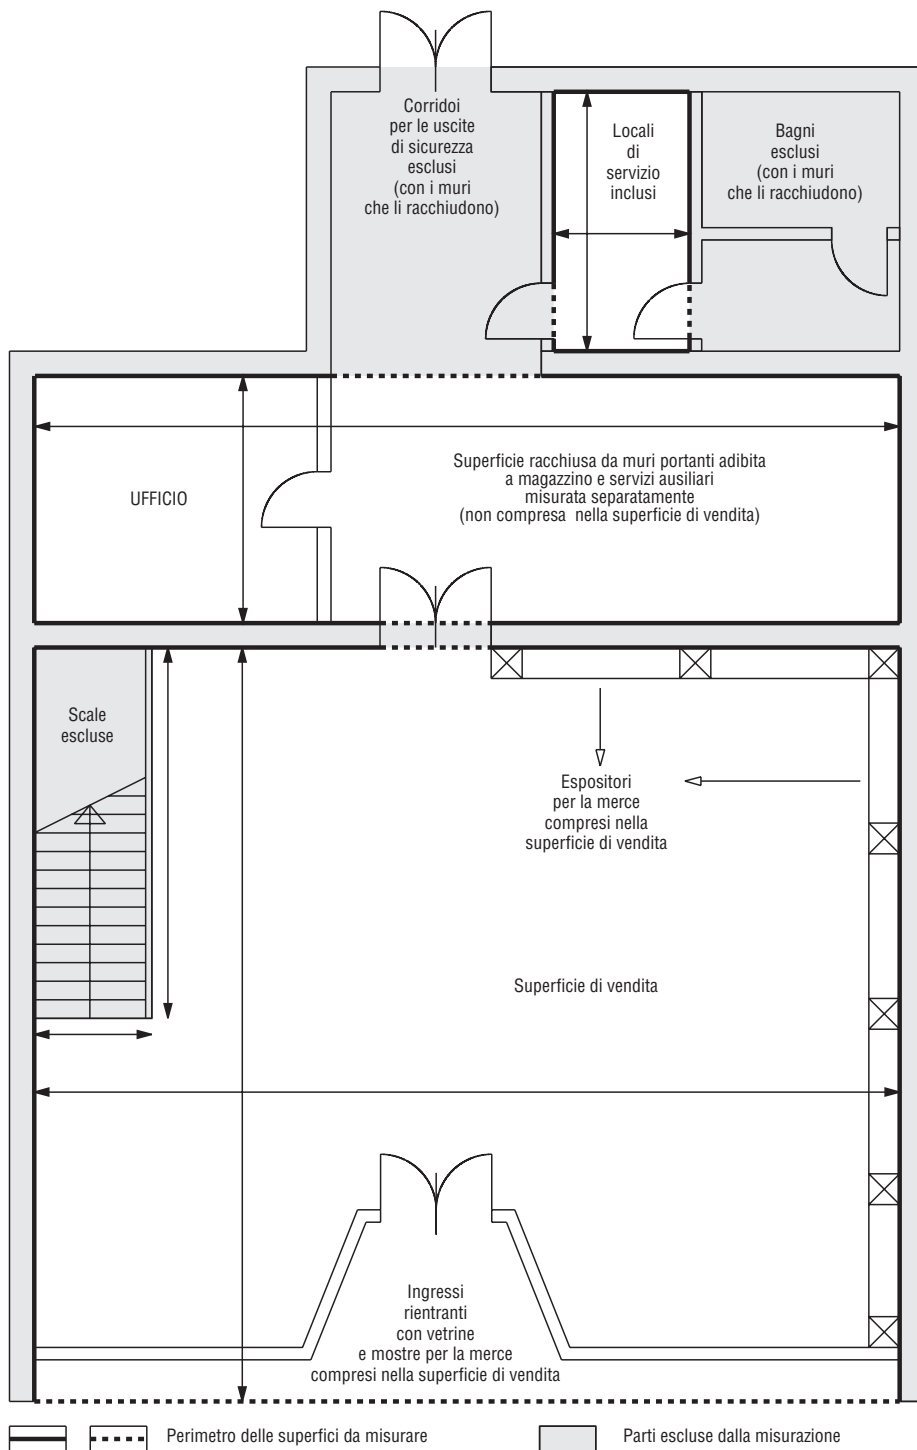 Corridoi
per le uscite
di sicurezza
esclusi
(con i muri
che li racchiudono)
Locali
di
servizio
inclusi
Bagni
esclusi
(con i muri
che li racchiudono)
UFFICIO
Superficie racchiusa da muri portanti adibita
a magazzino e servizi ausiliari
misurata separatamente
(non compresa nella superficie di vendita)
Scale
escluse
Espositori
per la merce
compresi nella
superficie di vendita
Superficie di vendita
Ingressi
rientranti
con vetrine
e mostre per la merce
compresi nella superficie di vendita
Perimetro delle superfici da misurare
Parti escluse dalla misurazione